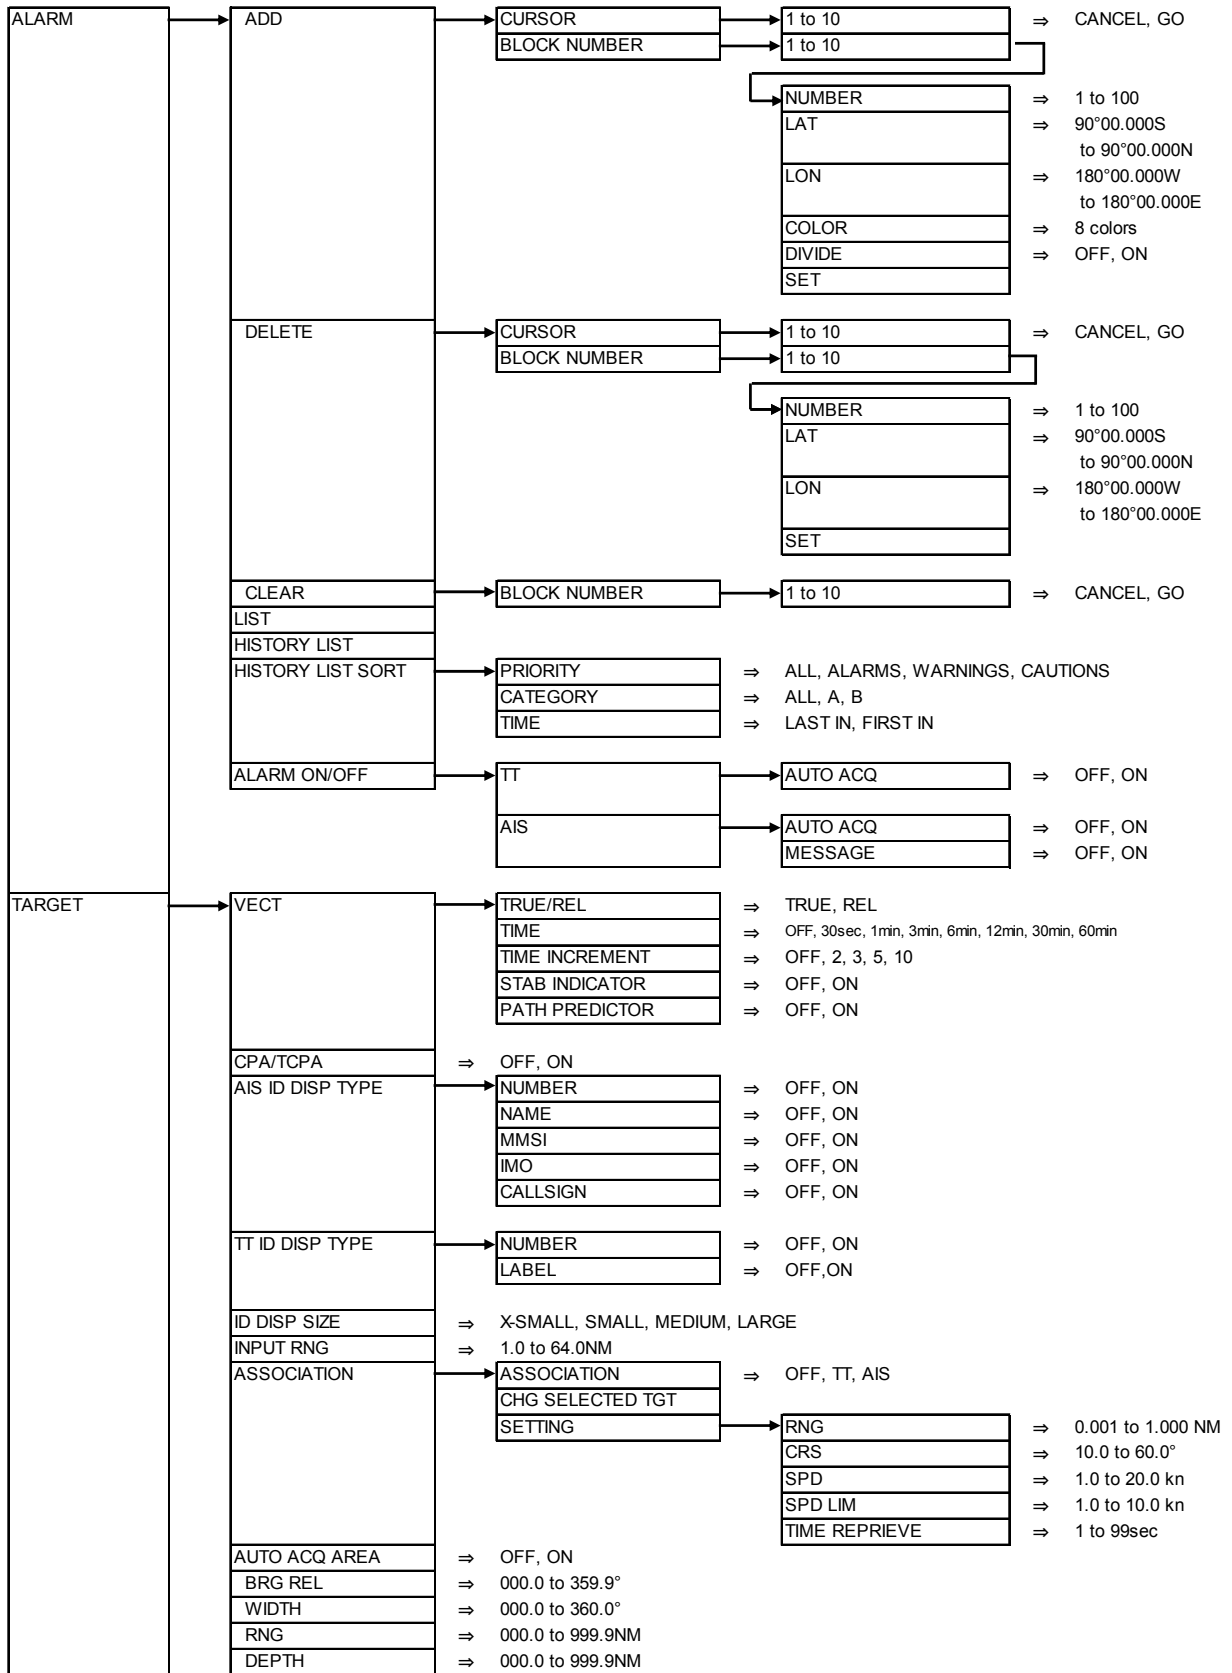 ALARM ADD CURSOR 1 to 10 ⇒ CANCEL, GO
BLOCK NUMBER 1 to 10
NUMBER ⇒ 1 to 100
LAT ⇒ 90°00.000S
to 90°00.000N
LON ⇒ 180°00.000W
to 180°00.000E
COLOR ⇒ 8 colors
DIVIDE ⇒ OFF, ON
SET
DELETE CURSOR 1 to 10 ⇒ CANCEL, GO
BLOCK NUMBER 1 to 10
NUMBER ⇒ 1 to 100
LAT ⇒ 90°00.000S
to 90°00.000N
LON ⇒ 180°00.000W
to 180°00.000E
SET
CLEAR BLOCK NUMBER 1 to 10 ⇒ CANCEL, GO
LIST
HISTORY LIST
HISTORY LIST SORT PRIORITY ⇒ ALL, ALARMS, WARNINGS, CAUTIONS
CATEGORY ⇒ ALL, A, B
TIME ⇒ LAST IN, FIRST IN
ALARM ON/OFF TT AUTO ACQ ⇒ OFF, ON
AIS AUTO ACQ ⇒ OFF, ON
MESSAGE ⇒ OFF, ON
TARGET VECT TRUE/REL ⇒ TRUE, REL
TIME ⇒ OFF, 30sec, 1min, 3min, 6min, 12min, 30min, 60min
TIME INCREMENT ⇒ OFF, 2, 3, 5, 10
STAB INDICATOR ⇒ OFF, ON
PATH PREDICTOR ⇒ OFF, ON
CPA/TCPA ⇒ OFF, ON
AIS ID DISP TYPE NUMBER ⇒ OFF, ON
NAME ⇒ OFF, ON
MMSI ⇒ OFF, ON
IMO ⇒ OFF, ON
CALLSIGN ⇒ OFF, ON
TT ID DISP TYPE NUMBER ⇒ OFF, ON
LABEL ⇒ OFF,ON
ID DISP SIZE ⇒ X-SMALL, SMALL, MEDIUM, LARGE
INPUT RNG ⇒ 1.0 to 64.0NM
ASSOCIATION ASSOCIATION ⇒ OFF, TT, AIS
CHG SELECTED TGT
SETTING RNG ⇒ 0.001 to 1.000 NM
CRS ⇒ 10.0 to 60.0°
SPD ⇒ 1.0 to 20.0 kn
SPD LIM ⇒ 1.0 to 10.0 kn
TIME REPRIEVE ⇒ 1 to 99sec
AUTO ACQ AREA ⇒ OFF, ON
BRG REL ⇒ 000.0 to 359.9°
WIDTH ⇒ 000.0 to 360.0°
RNG ⇒ 000.0 to 999.9NM
DEPTH ⇒ 000.0 to 999.9NM